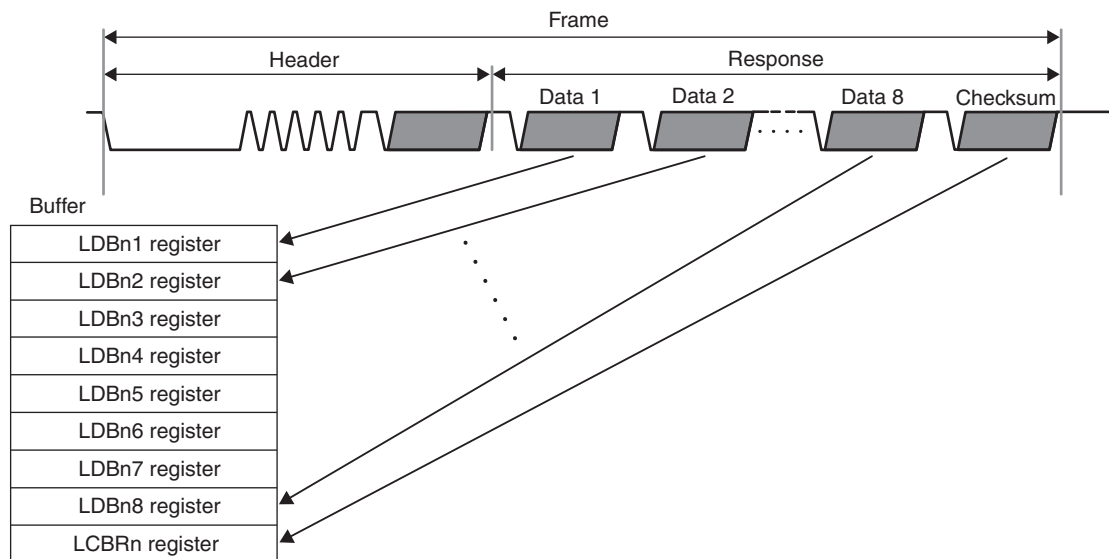 Frame
Header
Response
Data 1
Data 2
Data 8
Checksum
Buffer
LDBn1 register
LDBn2 register
LDBn3 register
LDBn4 register
LDBn5 register
LDBn6 register
LDBn7 register
LDBn8 register
LCBRn register